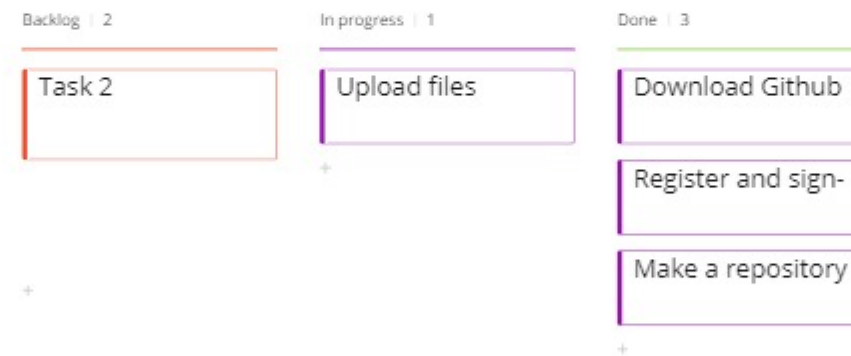 Backlog | 2
In progress | 1
Done | 3
Task 2
Upload files
Download Github
Register and sign-
Make a repository
+
+
+